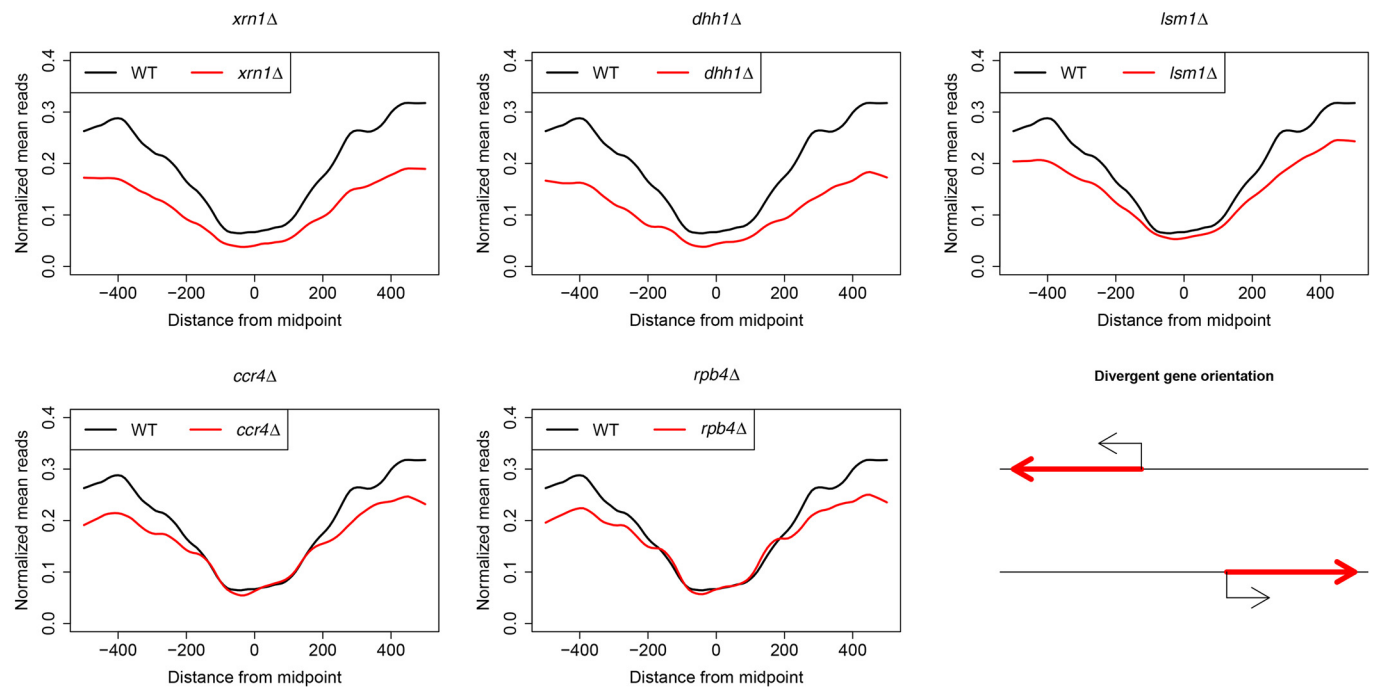 xrn1Δ
dhh1Δ
lsm1Δ
WT xrn1Δ
WT dhh1Δ
WT lsm1Δ
Normalized mean reads
0.0 0.1 0.2 0.3 0.4
−400 −200 0 200 400
Distance from midpoint
Normalized mean reads
0.0 0.1 0.2 0.3 0.4
−400 −200 0 200 400
Distance from midpoint
Normalized mean reads
0.0 0.1 0.2 0.3 0.4
−400 −200 0 200 400
Distance from midpoint
ccr4Δ
rpb4Δ
Divergent gene orientation
WT ccr4Δ
WT rpb4Δ
Normalized mean reads
0.0 0.1 0.2 0.3 0.4
−400 −200 0 200 400
Distance from midpoint
Normalized mean reads
0.0 0.1 0.2 0.3 0.4
−400 −200 0 200 400
Distance from midpoint